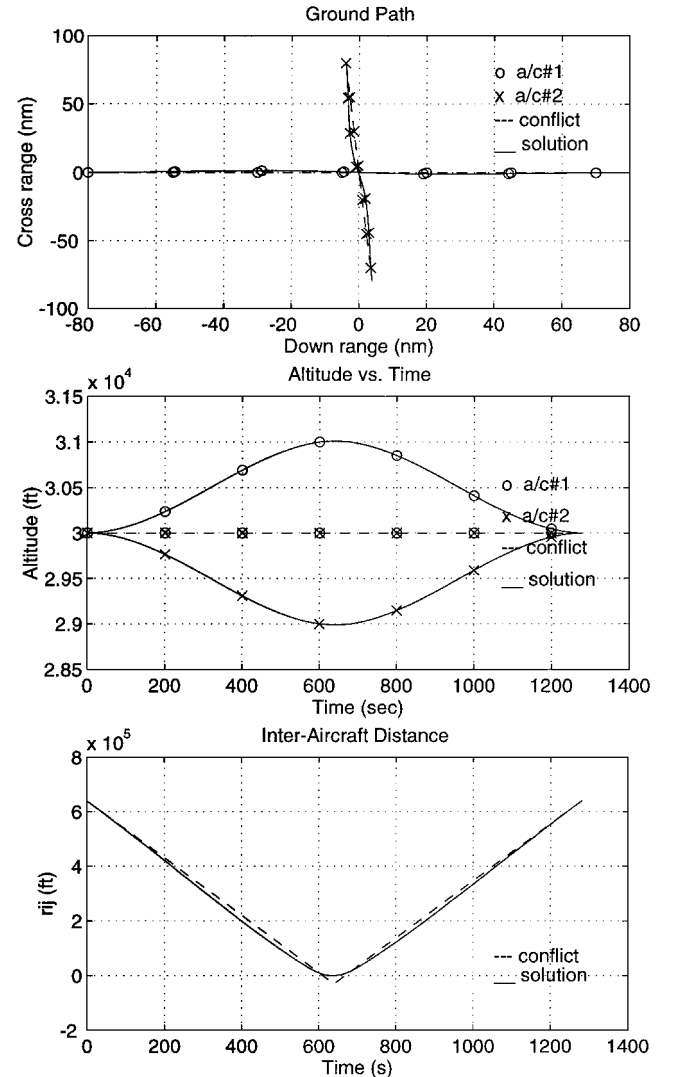 Ground Path
100
50
0
-50
-100
Cross range (nm)
o a/c#1
x a/c#2
--- conflict
— solution
-80 -60 -40 -20 0 20 40 60 80
Down range (nm)
x 10^4
Altitude vs. Time
3.15
3.1
3.05
3
2.95
2.9
2.85
Altitude (ft)
o a/c#1
x a/c#2
--- conflict
— solution
0 200 400 600 800 1000 1200 1400
Time (sec)
x 10^5
Inter-Aircraft Distance
8
6
4
2
0
-2
rij (ft)
--- conflict
— solution
0 200 400 600 800 1000 1200 1400
Time (s)